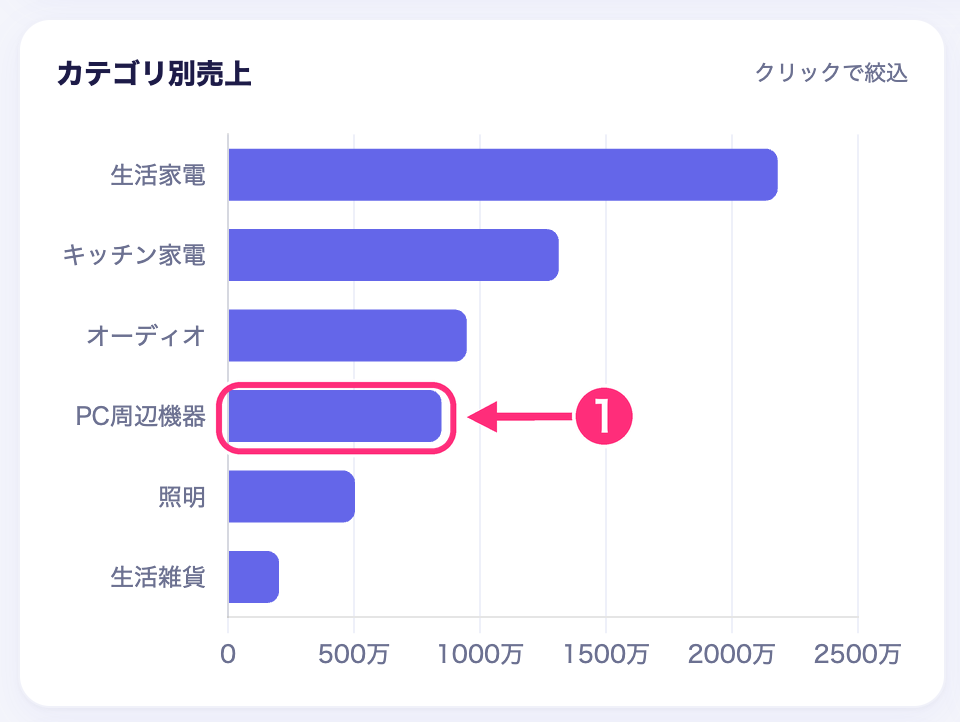 カテゴリ別売上
クリックで絞込
生活家電
キッチン家電
オーディオ
PC周辺機器
1
照明
生活雑貨
0 500万 1000万 1500万 2000万 2500万